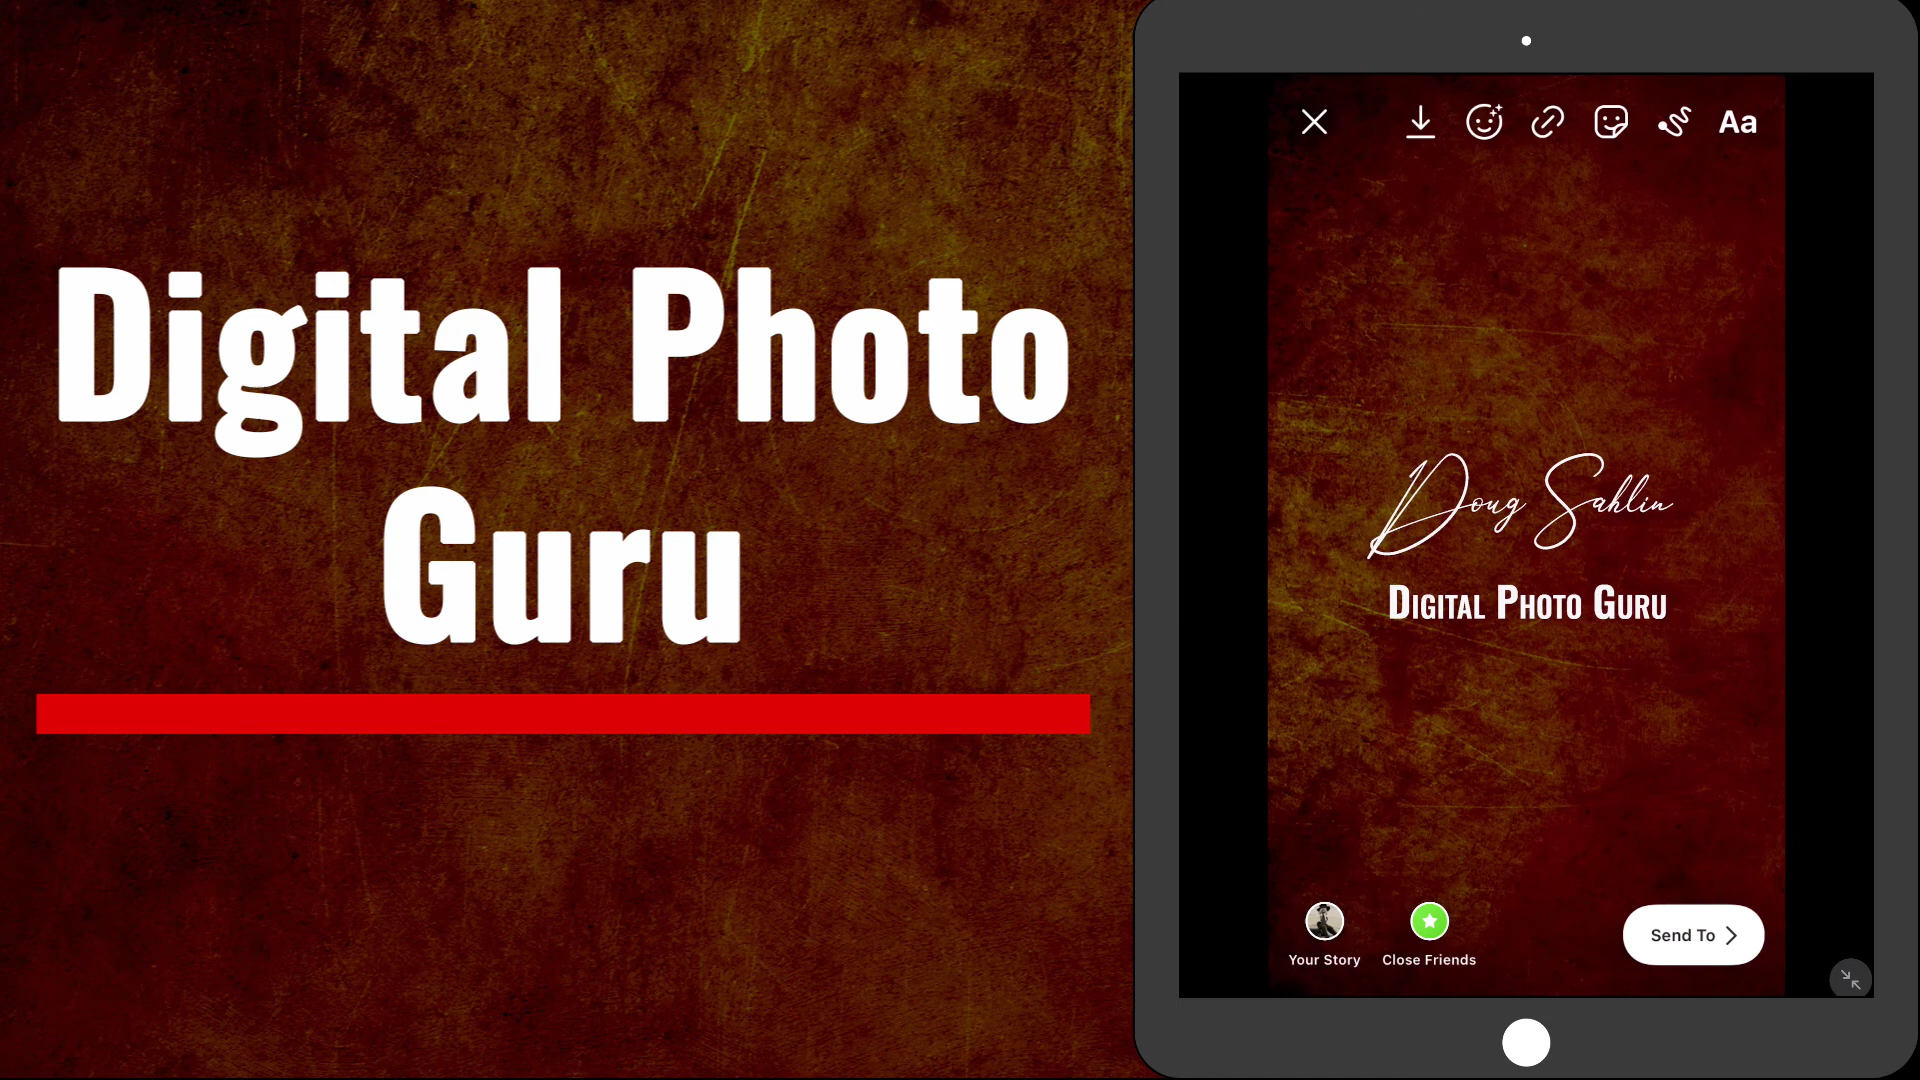 Digital Photo
Guru
Aa
Doug Sahlin
DIGITAL PHOTO GURU
Your Story
Close Friends
Send To